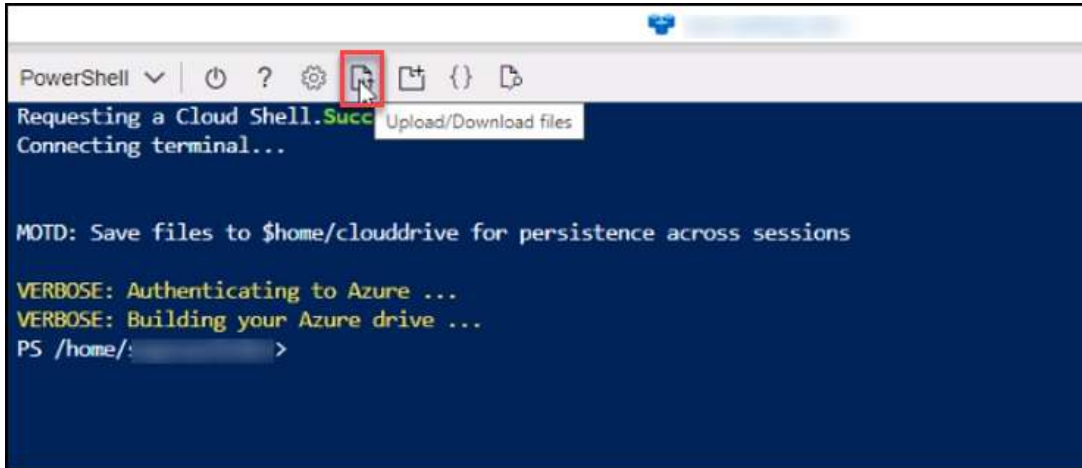 PowerShell
Requesting a Cloud Shell.Succ
Upload/Download files
Connecting terminal...
MOTD: Save files to $home/clouddrive for persistence across sessions
VERBOSE: Authenticating to Azure ...
VERBOSE: Building your Azure drive ...
PS /home/ >